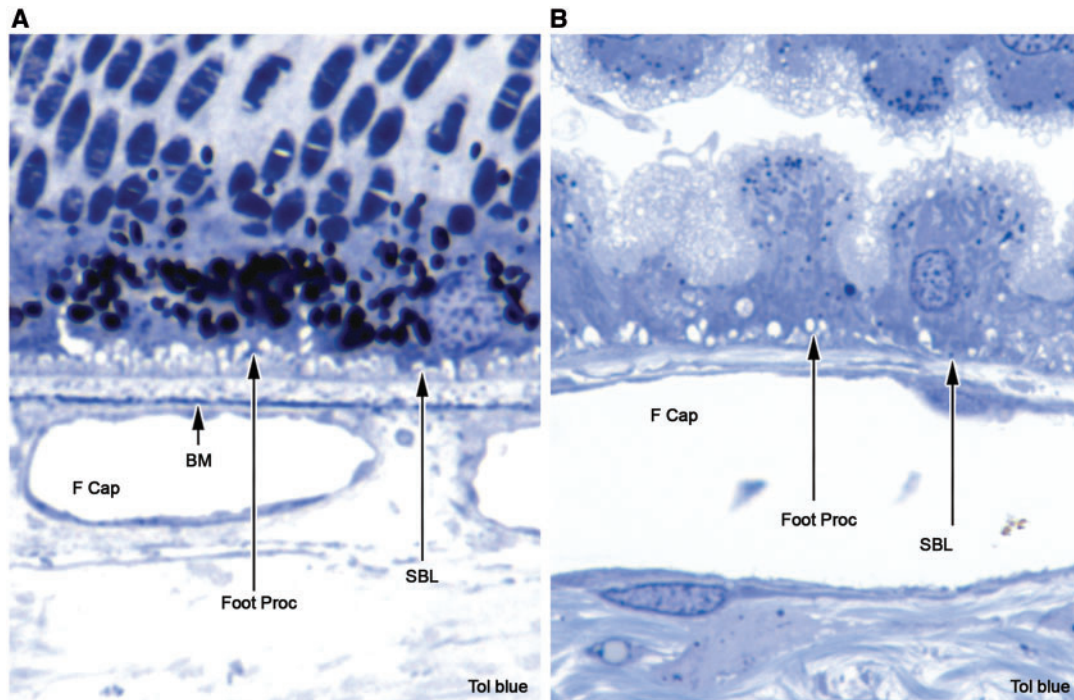 A
B
BM
F Cap
Foot Proc
SBL
Tol blue
F Cap
Foot Proc
SBL
Tol blue